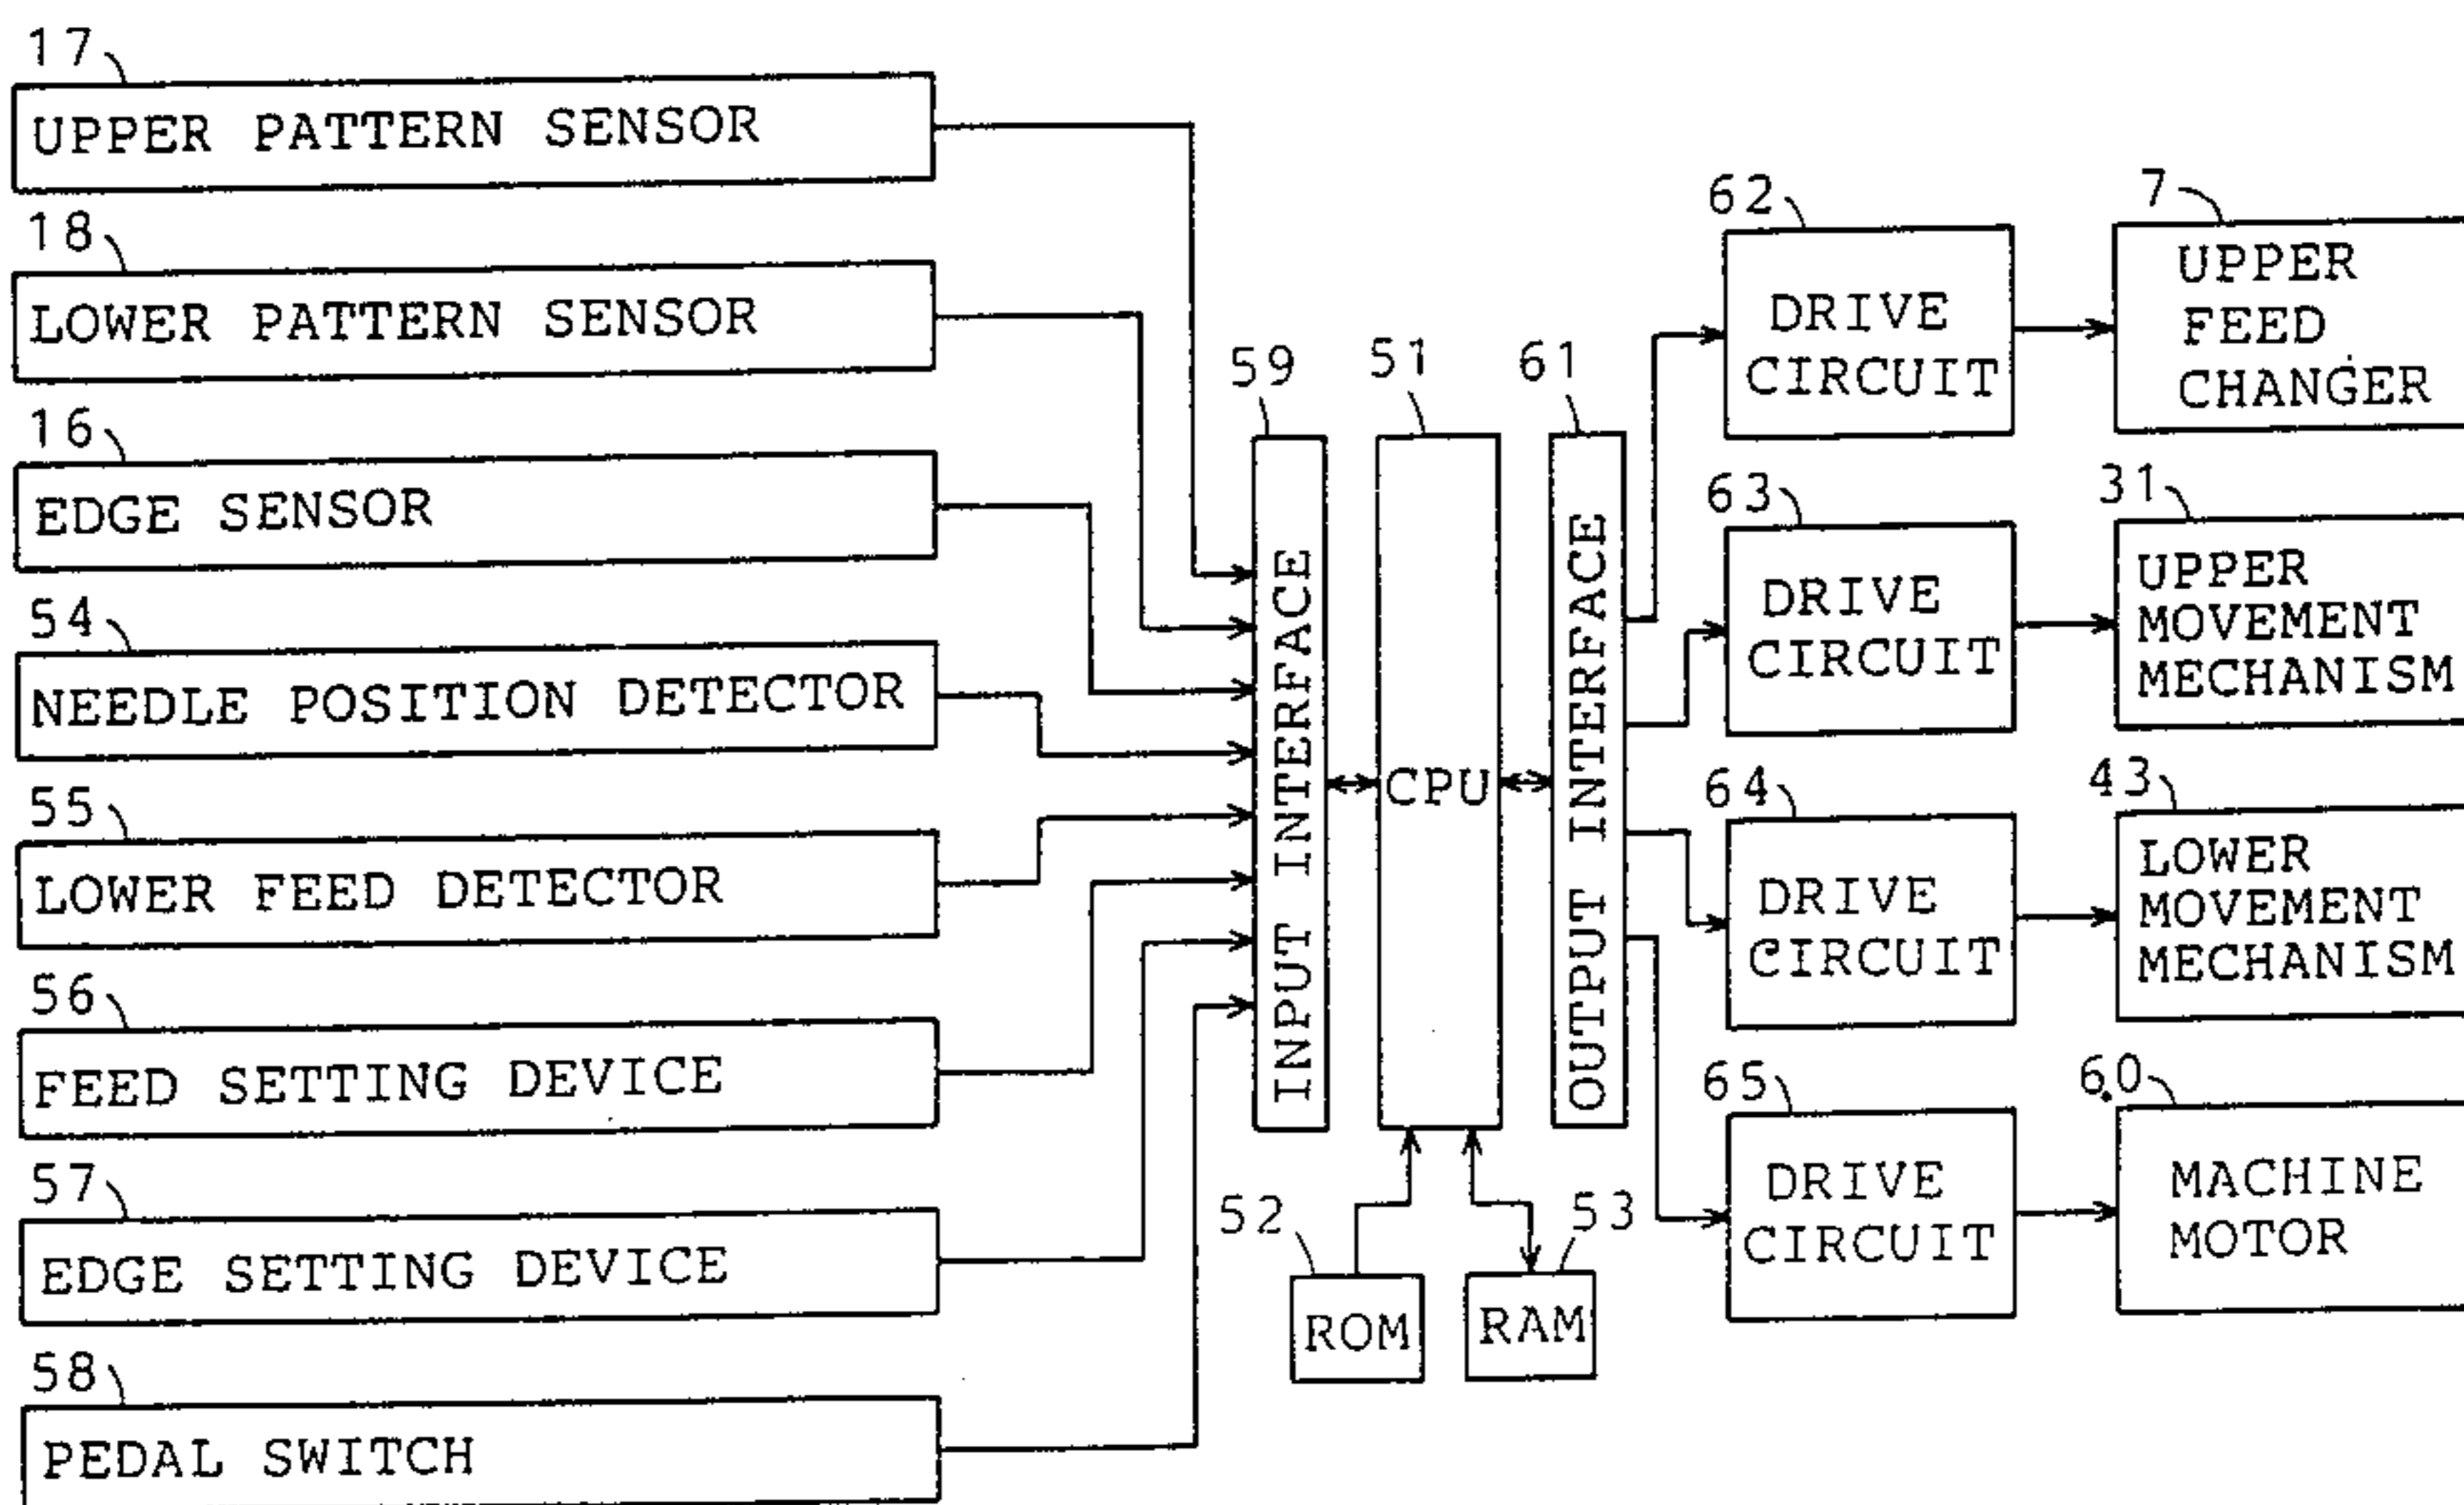 17
UPPER PATTERN SENSOR
18
LOWER PATTERN SENSOR
16
EDGE SENSOR
54
NEEDLE POSITION DETECTOR
55
LOWER FEED DETECTOR
56
FEED SETTING DEVICE
57
EDGE SETTING DEVICE
58
PEDAL SWITCH
59
INPUT INTERFACE
51
CPU
52
ROM
53
RAM
61
OUTPUT INTERFACE
62
DRIVE
CIRCUIT
7
UPPER
FEED
CHANGER
63
DRIVE
CIRCUIT
31
UPPER
MOVEMENT
MECHANISM
64
DRIVE
CIRCUIT
43
LOWER
MOVEMENT
MECHANISM
65
DRIVE
CIRCUIT
60
MACHINE
MOTOR